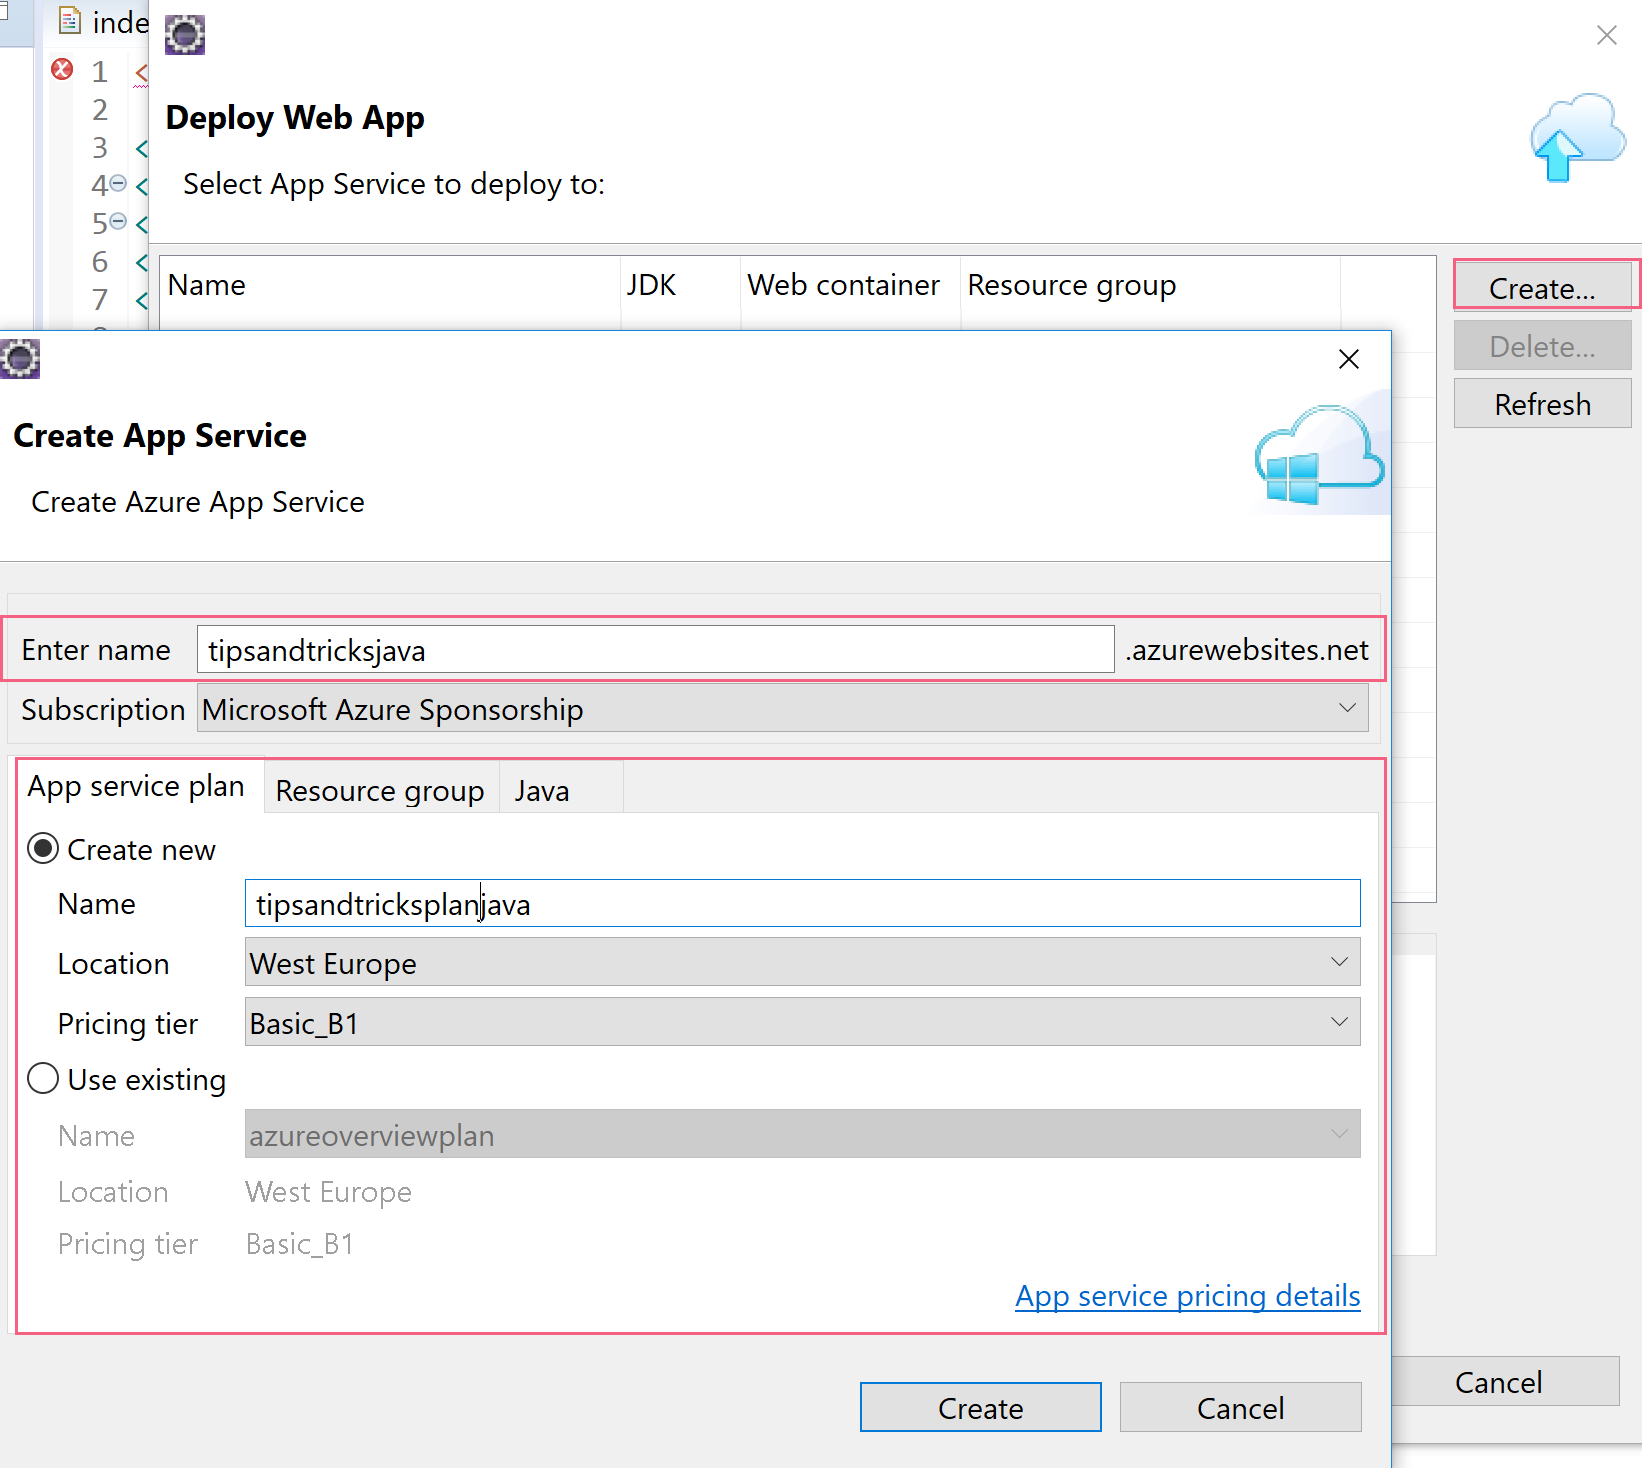 inde
1 <
2
3 <
4 <
5 <
6 <
7 <
Deploy Web App
Select App Service to deploy to:
Name JDK Web container Resource group
Create...
Delete...
Refresh
Create App Service
Create Azure App Service
Enter name tipsandtricksjava .azurewebsites.net
Subscription Microsoft Azure Sponsorship
App service plan Resource group Java
Create new
Name tipsandtricksplanjava
Location West Europe
Pricing tier Basic_B1
Use existing
Name azureoverviewplan
Location West Europe
Pricing tier Basic_B1
App service pricing details
Create Cancel
Cancel